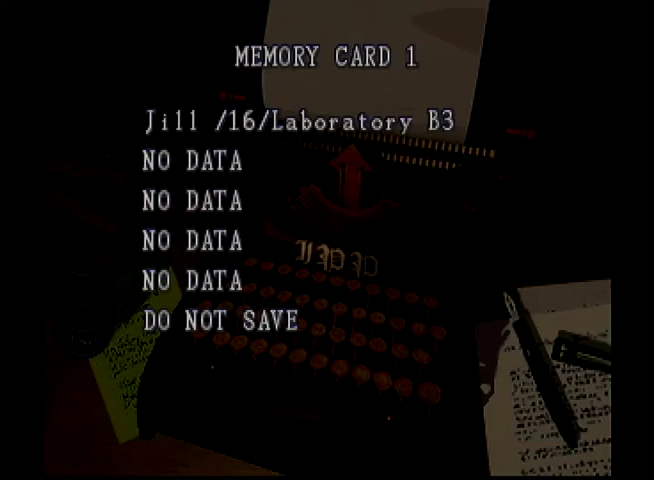 MEMORY CARD 1
Jill /16/Laboratory B3
NO DATA
NO DATA
NO DATA
NO DATA
DO NOT SAVE